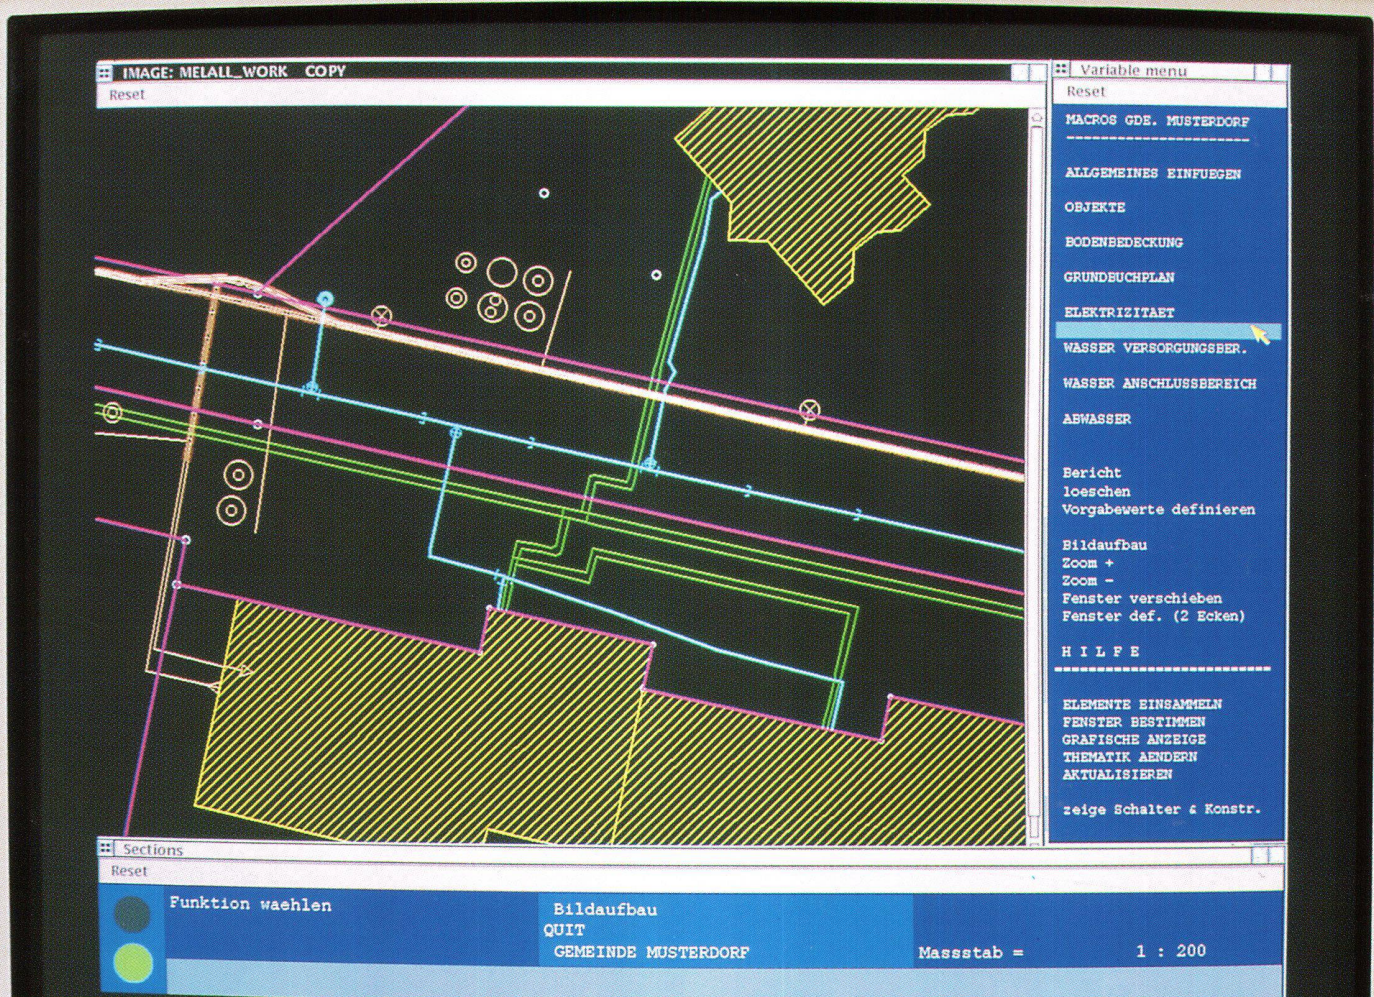 IMAGE: MELALL_WORK COPY
Reset
Variable menu
Reset
MACROS GDE. MUSTERDORF
ALLGEMEINES EINFUEGEN
OBJEKTE
BODENBEDECKUNG
GRUNDBUCHPLAN
ELEKTRIZITAET
WASSER VERSORGUNGSBER.
WASSER ANSCHLUSSBEREICH
ABWASSER
Bericht
loeschen
Vorgabewerte definieren
Bildaufbau
Zoom +
Zoom -
Fenster verschieben
Fenster def. (2 Ecken)
H I L F E
ELEMENTE EINSAMMELN
FENSTER BESTIMMEN
GRAFISCHE ANZEIGE
THEMATIK AENDERN
AKTUALISIEREN
zeige Schalter & Konstr.
Sections
Reset
Funktion waehlen
Bildaufbau
QUIT
GEMEINDE MUSTERDORF
Massstab = 1 : 200